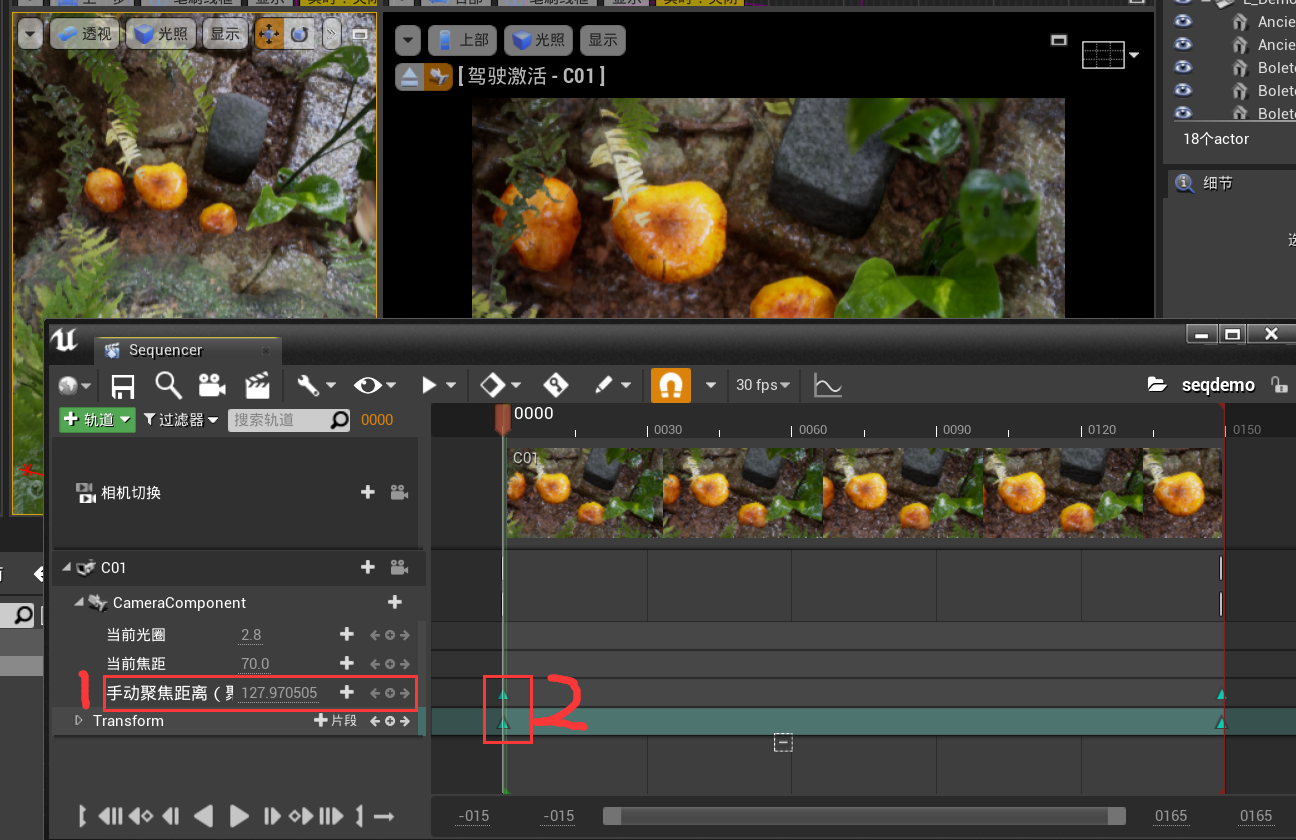 透视
光照
显示
上部
光照
显示
[ 驾驶激活 - C01 ]
Ancie
Ancie
Bolet
Bolet
Bolet
18个actor
细节
Sequencer
30 fps
seqdemo
轨道
过滤器
搜索轨道
0000
0000
0030
0060
0090
0120
0150
C01
相机切换
C01
CameraComponent
当前光圈 2.8
当前焦距 70.0
1
手动聚焦距离 ( 127.970505
2
Transform
片段
-015
-015
0165
0165